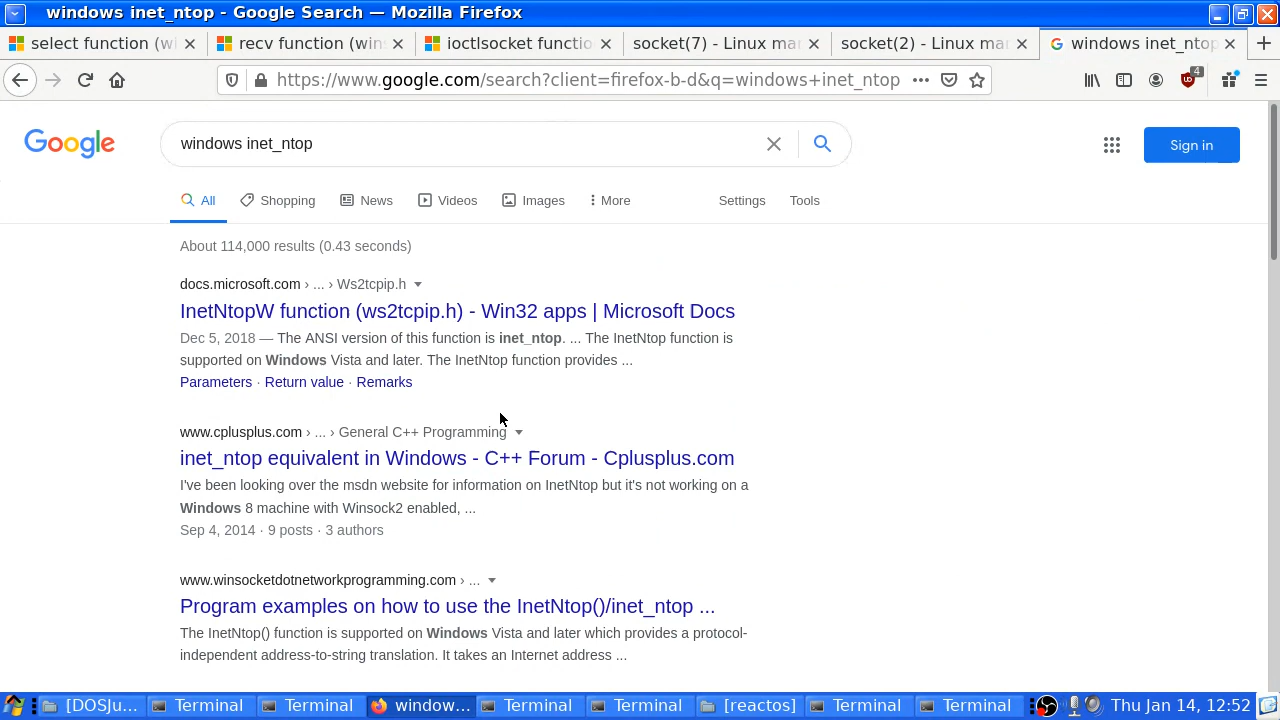 windows inet_ntop - Google Search — Mozilla Firefox
select function (wi
recv function (win
ioctlsocket functio
socket(7) - Linux ma
socket(2) - Linux ma
windows inet_ntop
https://www.google.com/search?client=firefox-b-d&q=windows+inet_ntop
4
Google
windows inet_ntop
Sign in
All
Shopping
News
Videos
Images
More
Settings
Tools
About 114,000 results (0.43 seconds)
docs.microsoft.com › ... › Ws2tcpip.h
InetNtopW function (ws2tcpip.h) - Win32 apps | Microsoft Docs
Dec 5, 2018 — The ANSI version of this function is inet_ntop. ... The InetNtop function is
supported on Windows Vista and later. The InetNtop function provides ...
Parameters · Return value · Remarks
www.cplusplus.com › ... › General C++ Programming
inet_ntop equivalent in Windows - C++ Forum - Cplusplus.com
I've been looking over the msdn website for information on InetNtop but it's not working on a
Windows 8 machine with Winsock2 enabled, ...
Sep 4, 2014 · 9 posts · 3 authors
www.winsocketdotnetworkprogramming.com › ...
Program examples on how to use the InetNtop()/inet_ntop ...
The InetNtop() function is supported on Windows Vista and later which provides a protocol-
independent address-to-string translation. It takes an Internet address ...
[DOSJu...
Terminal
Terminal
window...
Terminal
Terminal
[reactos]
Terminal
Terminal
Thu Jan 14, 12:52